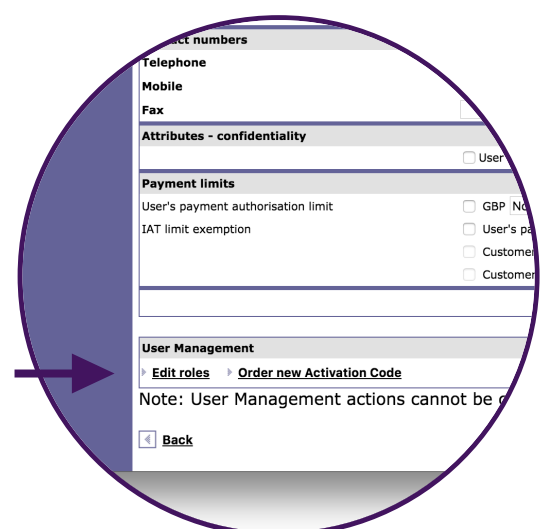 numbers
Telephone
Mobile
Fax
Attributes - confidentiality
User
Payment limits
User's payment authorisation limit GBP
IAT limit exemption User's
Customer
Customer
User Management
Edit roles Order new Activation Code
Note: User Management actions cannot be
Back